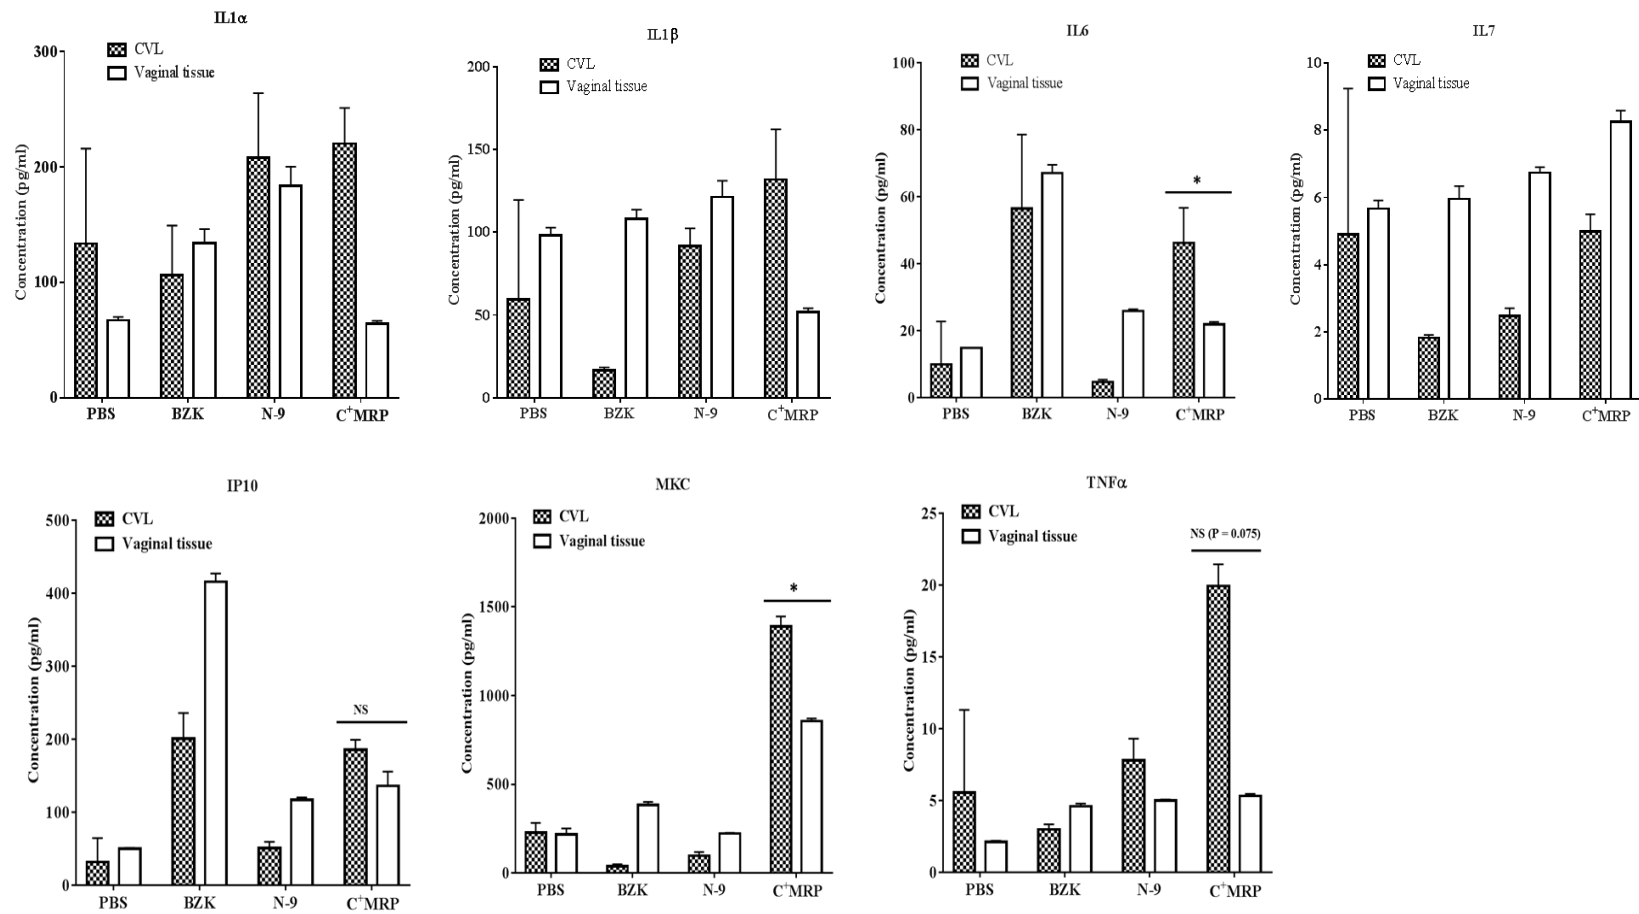 IL1α
CVL
Vaginal tissue
Concentration (pg/ml)
300
200
100
0
PBS BZK N-9 C⁺MRP
IL1β
CVL
Vaginal tissue
Concentration (pg/ml)
200
150
100
50
0
PBS BZK N-9 C⁺MRP
IL6
CVL
Vaginal tissue
Concentration (pg/ml)
100
80
60
40
20
0
*
PBS BZK N-9 C⁺MRP
IL7
CVL
Vaginal tissue
Concentration (pg/ml)
10
8
6
4
2
0
PBS BZK N-9 C⁺MRP
IP10
CVL
Vaginal tissue
Concentration (pg/ml)
500
400
300
200
100
0
NS
PBS BZK N-9 C⁺MRP
MKC
CVL
Vaginal tissue
Concentration (pg/ml)
2000
1500
1000
500
0
*
PBS BZK N-9 C⁺MRP
TNFα
CVL
Vaginal tissue
Concentration (pg/ml)
25
20
15
10
5
0
NS (P = 0.075)
PBS BZK N-9 C⁺MRP